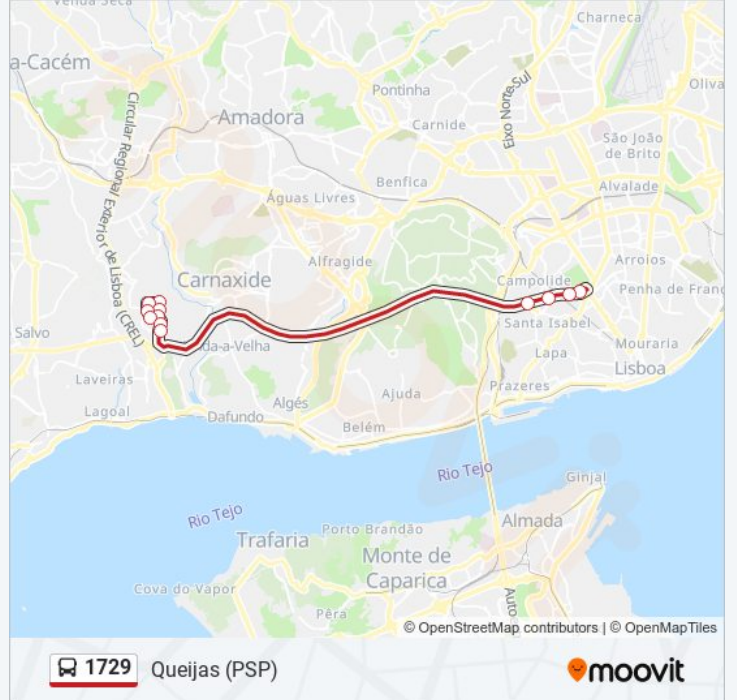 Venda Seca
Charneca
a-Cacém
Pontinha
Eixo Norte-Sul
Oliva
Circular Regional Exterior de Lisboa (CREL)
Amadora
Carnide
São João
de Brito
Benfica
Alvalade
Águas Livres
Alfragide
Arroios
Carnaxide
Campolide
Penha de Franç
Santa Isabel
Salvo
da-a-Velha
Lapa
Mouraria
Lisboa
Laveiras
Prazeres
Ajuda
Lagoal
Algés
Dafundo
Belém
Rio Tejo
Ginjal
Rio Tejo
Almada
Porto Brandão
Trafaria
Monte de
Caparica
Cova do Vapor
Auto
Pêra
© OpenStreetMap contributors | © OpenMapTiles
1729 Queijas (PSP)
moovit